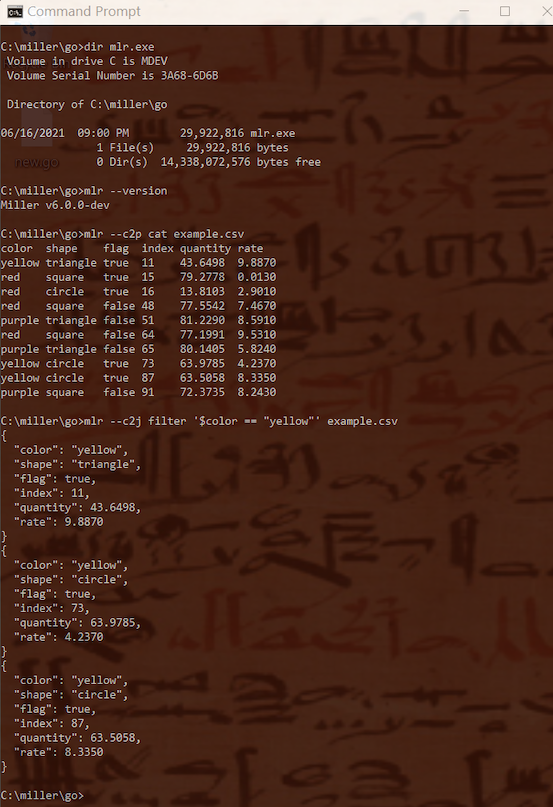 Command Prompt
C:\miller\go>dir mlr.exe
 Volume in drive C is MDEV
 Volume Serial Number is 3A68-6D6B

 Directory of C:\miller\go

06/16/2021  09:00 PM        29,922,816 mlr.exe
               1 File(s)     29,922,816 bytes
               0 Dir(s)  14,338,072,576 bytes free

C:\miller\go>mlr --version
Miller v6.0.0-dev

C:\miller\go>mlr --c2p cat example.csv
color  shape    flag  index quantity rate
yellow triangle true  11    43.6498  9.8870
red    square   true  15    79.2778  0.0130
red    circle   true  16    13.8103  2.9010
red    square   false 48    77.5542  7.4670
purple triangle false 51    81.2290  8.5910
red    square   false 64    77.1991  9.5310
purple triangle false 65    80.1405  5.8240
yellow circle   true  73    63.9785  4.2370
yellow circle   true  87    63.5058  8.3350
purple square   false 91    72.3735  8.2430

C:\miller\go>mlr --c2j filter '$color == "yellow"' example.csv
{
  "color": "yellow",
  "shape": "triangle",
  "flag": true,
  "index": 11,
  "quantity": 43.6498,
  "rate": 9.8870
}
{
  "color": "yellow",
  "shape": "circle",
  "flag": true,
  "index": 73,
  "quantity": 63.9785,
  "rate": 4.2370
}
{
  "color": "yellow",
  "shape": "circle",
  "flag": true,
  "index": 87,
  "quantity": 63.5058,
  "rate": 8.3350
}

C:\miller\go>